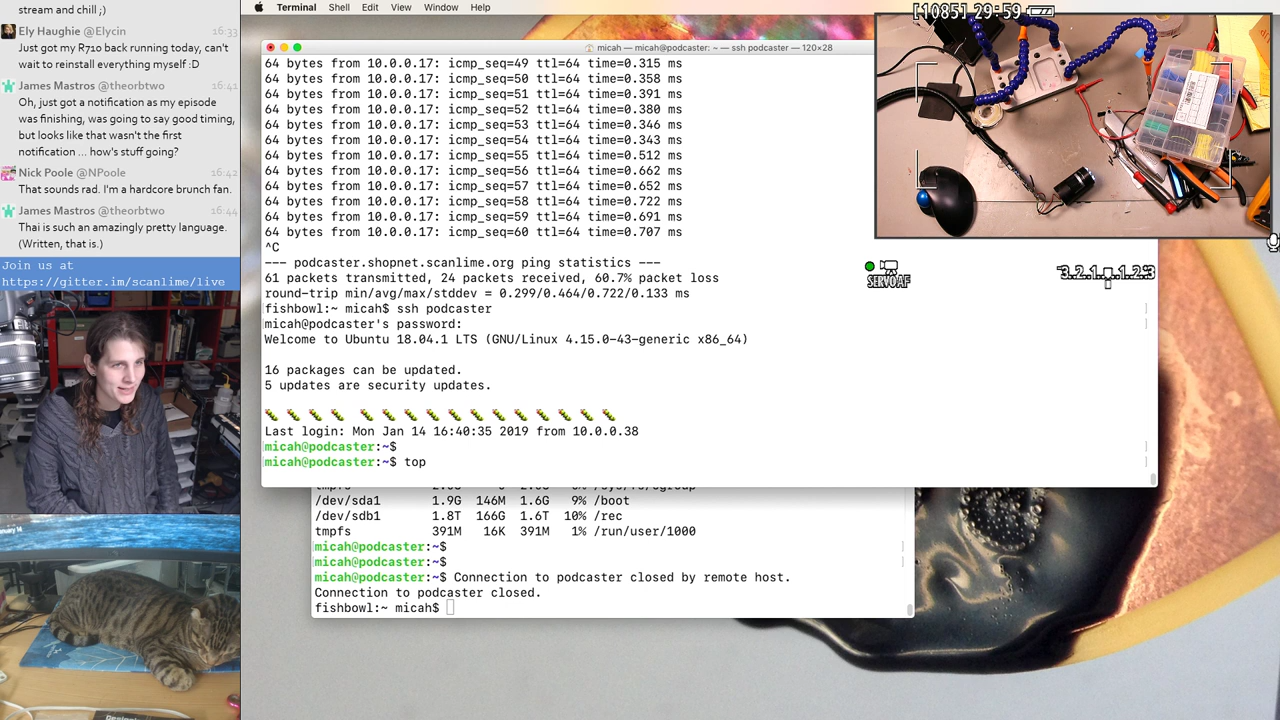 stream and chill ;)
Ely Haughie @Elycin 16:33
Just got my R710 back running today, can't
wait to reinstall everything myself :D
James Mastros @theorbtwo 16:41
Oh, just got a notification as my episode
was finishing, was going to say good timing,
but looks like that wasn't the first
notification ... how's stuff going?
Nick Poole @NPoole 16:42
That sounds rad. I'm a hardcore brunch fan.
James Mastros @theorbtwo 16:44
Thai is such an amazingly pretty language.
(Written, that is.)
Join us at
https://gitter.im/scanlime/live
Terminal Shell Edit View Window Help
micah — micah@podcaster: ~ — ssh podcaster — 120×28
64 bytes from 10.0.0.17: icmp_seq=49 ttl=64 time=0.315 ms
64 bytes from 10.0.0.17: icmp_seq=50 ttl=64 time=0.358 ms
64 bytes from 10.0.0.17: icmp_seq=51 ttl=64 time=0.391 ms
64 bytes from 10.0.0.17: icmp_seq=52 ttl=64 time=0.380 ms
64 bytes from 10.0.0.17: icmp_seq=53 ttl=64 time=0.346 ms
64 bytes from 10.0.0.17: icmp_seq=54 ttl=64 time=0.343 ms
64 bytes from 10.0.0.17: icmp_seq=55 ttl=64 time=0.512 ms
64 bytes from 10.0.0.17: icmp_seq=56 ttl=64 time=0.662 ms
64 bytes from 10.0.0.17: icmp_seq=57 ttl=64 time=0.652 ms
64 bytes from 10.0.0.17: icmp_seq=58 ttl=64 time=0.722 ms
64 bytes from 10.0.0.17: icmp_seq=59 ttl=64 time=0.691 ms
64 bytes from 10.0.0.17: icmp_seq=60 ttl=64 time=0.707 ms
^C
--- podcaster.shopnet.scanlime.org ping statistics ---
61 packets transmitted, 24 packets received, 60.7% packet loss
round-trip min/avg/max/stddev = 0.299/0.464/0.722/0.133 ms
fishbowl:~ micah$ ssh podcaster
micah@podcaster's password:
Welcome to Ubuntu 18.04.1 LTS (GNU/Linux 4.15.0-43-generic x86_64)
16 packages can be updated.
5 updates are security updates.
Last login: Mon Jan 14 16:40:35 2019 from 10.0.0.38
micah@podcaster:~$
micah@podcaster:~$ top
/dev/sda1 1.9G 146M 1.6G 9% /boot
/dev/sdb1 1.8T 166G 1.6T 10% /rec
tmpfs 391M 16K 391M 1% /run/user/1000
micah@podcaster:~$
micah@podcaster:~$
micah@podcaster:~$ Connection to podcaster closed by remote host.
Connection to podcaster closed.
fishbowl:~ micah$
[1085] 29:59
SERVOAF